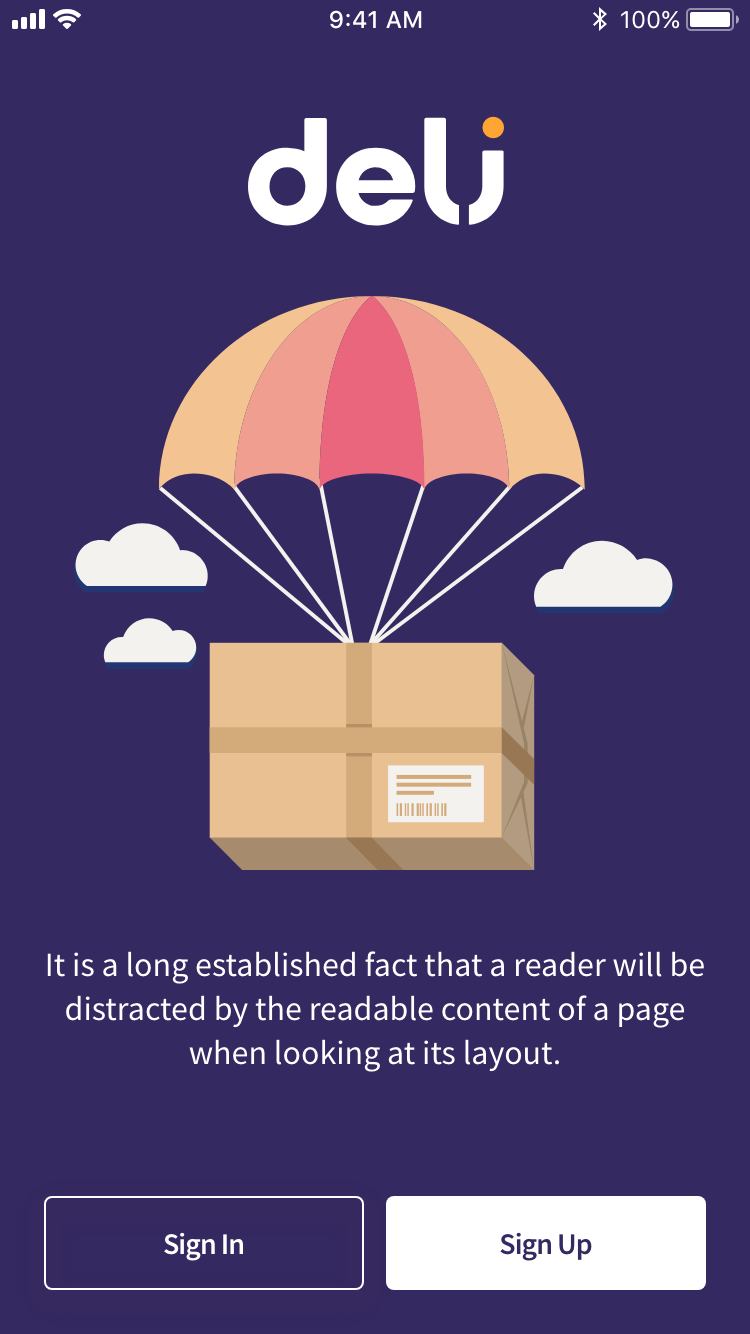 9:41 AM
100%
deli
It is a long established fact that a reader will be
distracted by the readable content of a page
when looking at its layout.
Sign In
Sign Up